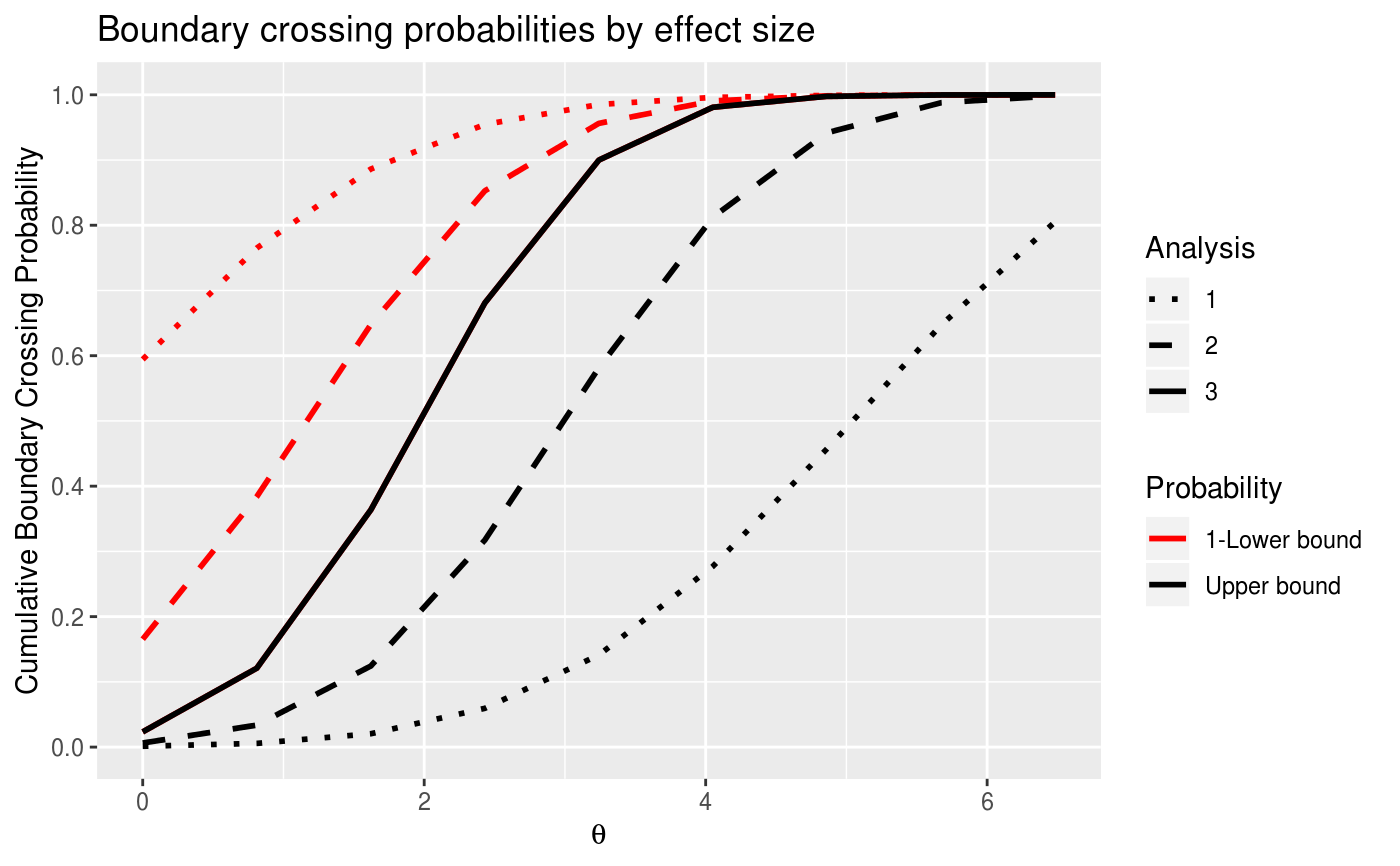 Boundary crossing probabilities by effect size
Cumulative Boundary Crossing Probability
1.0
0.8
0.6
0.4
0.2
0.0
0 2 4 6
θ
Analysis
1
2
3
Probability
1-Lower bound
Upper bound